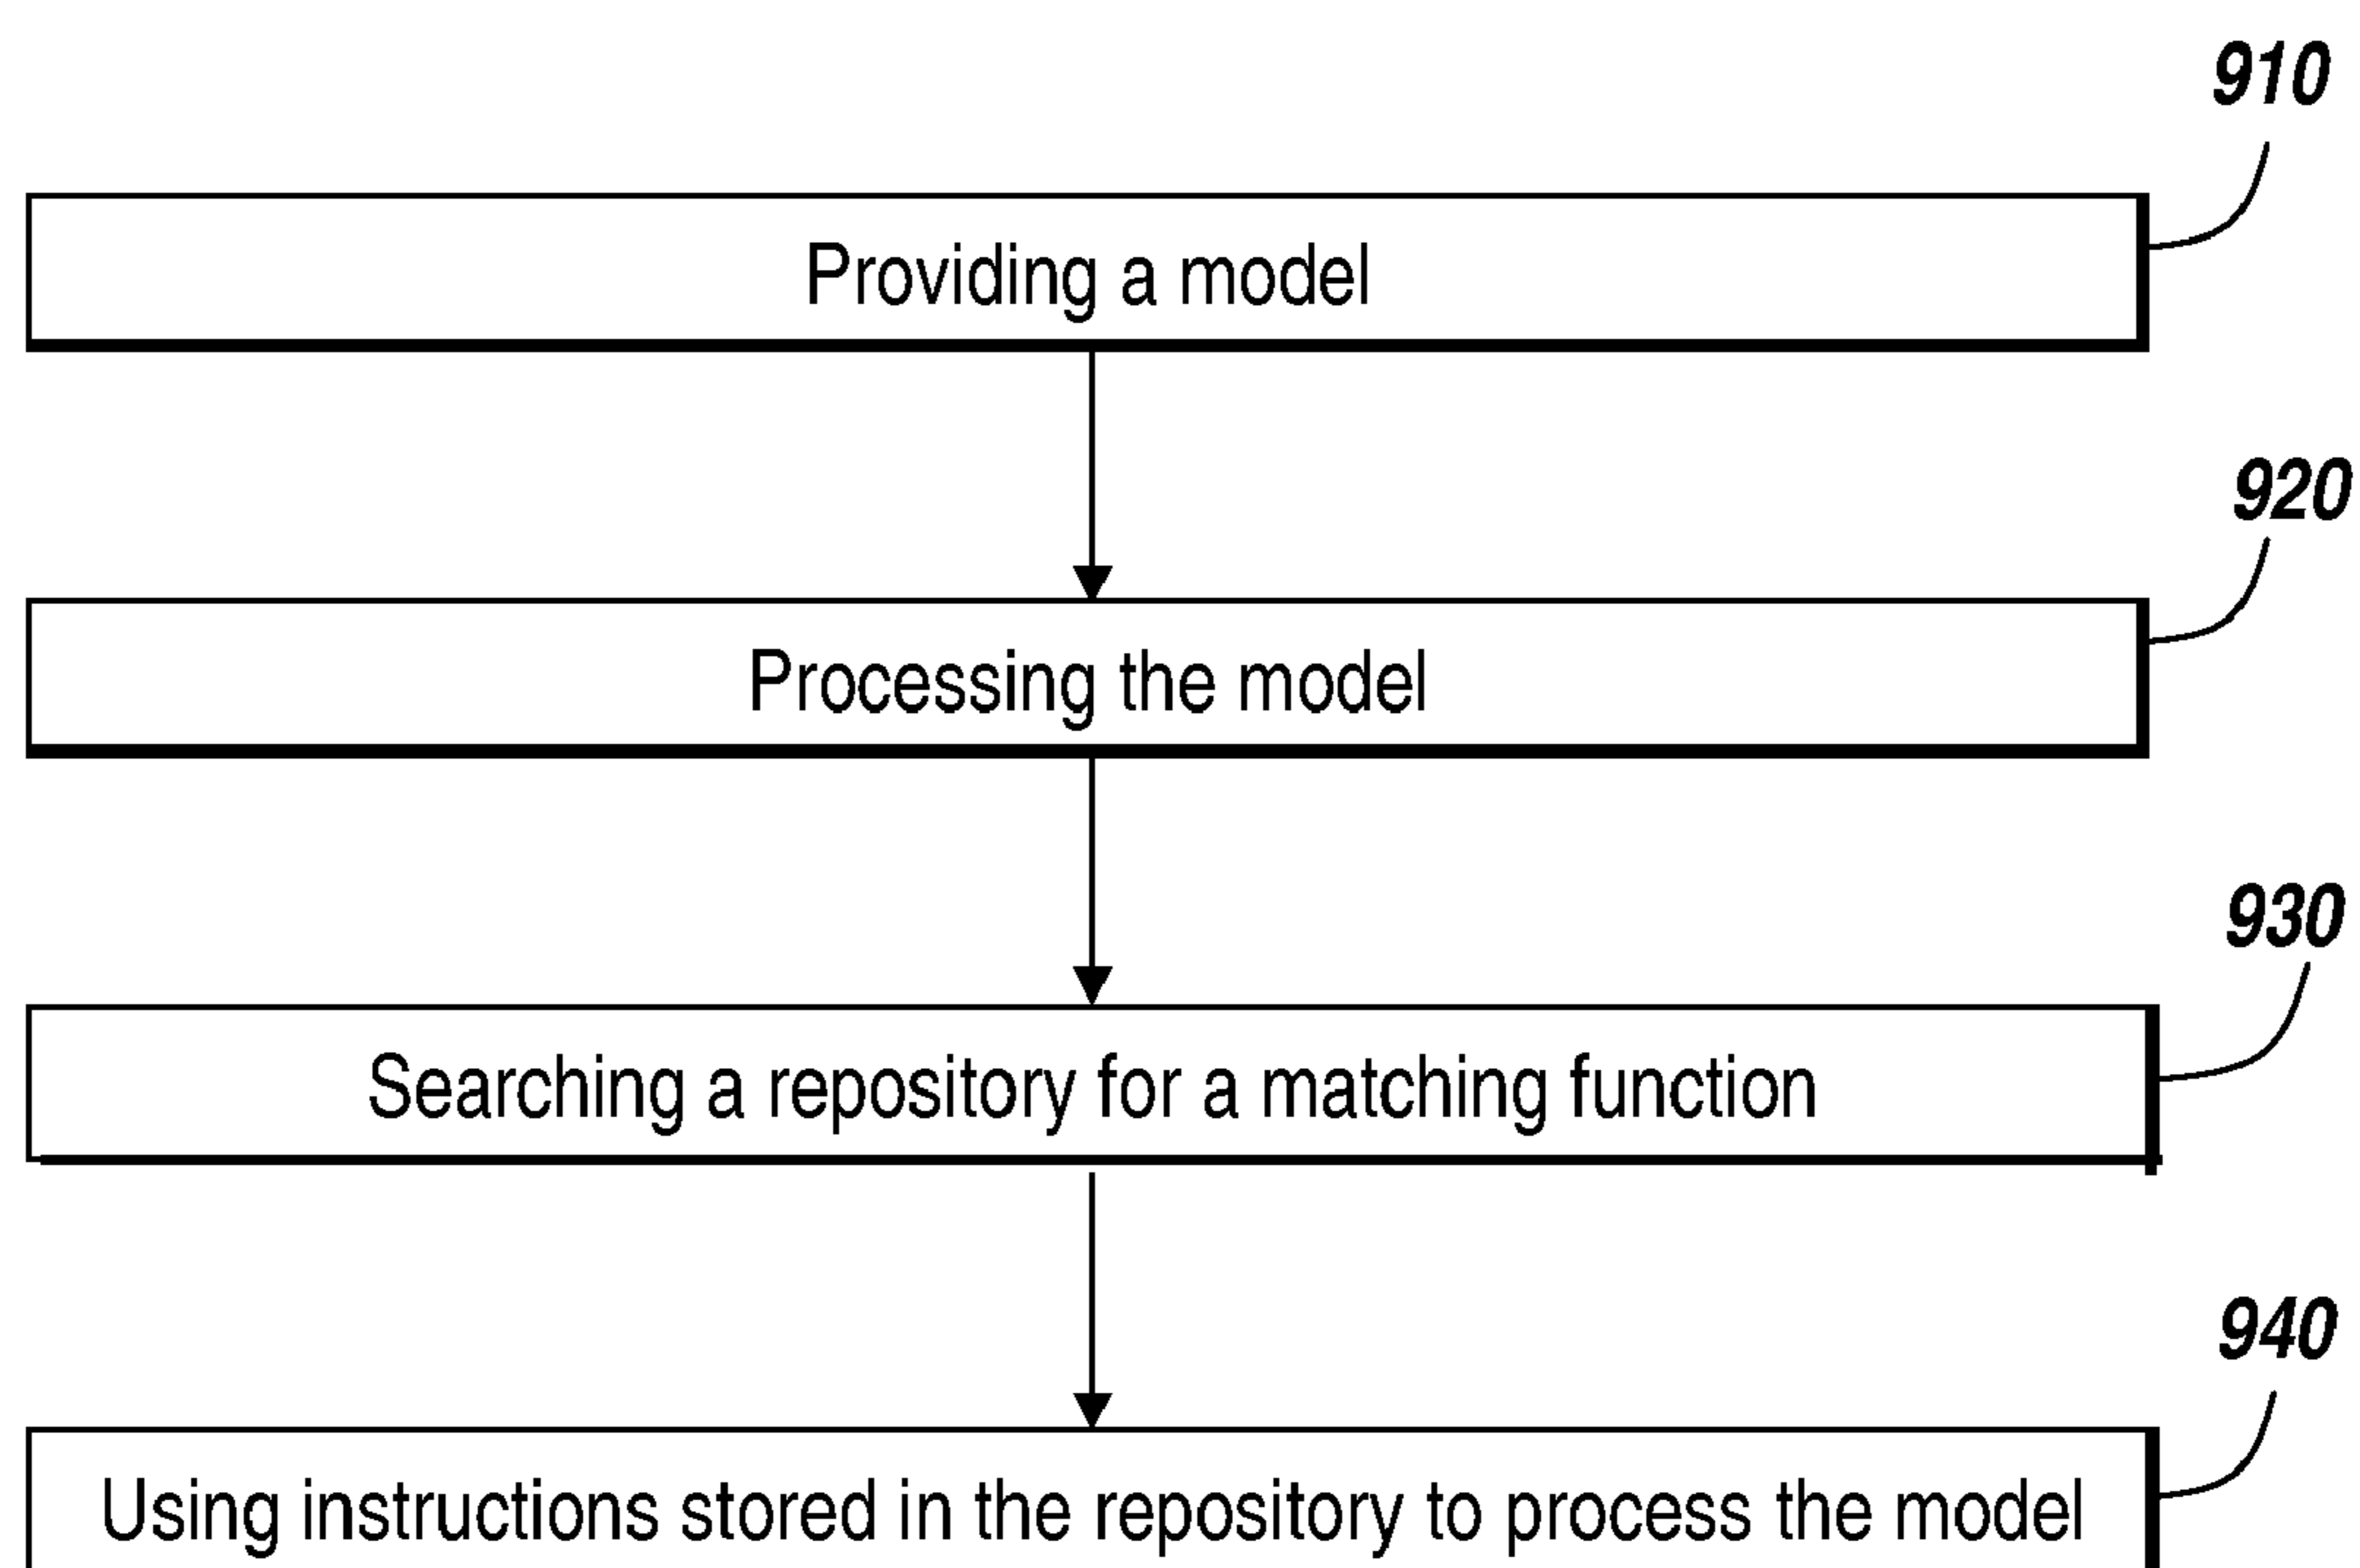 910
Providing a model
920
Processing the model
930
Searching a repository for a matching function
940
Using instructions stored in the repository to process the model